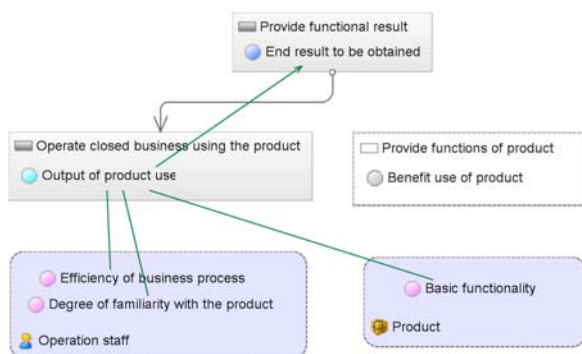 Provide functional result
End result to be obtained
Operate closed business using the product
Output of product use
Provide functions of product
Benefit use of product
Efficiency of business process
Degree of familiarity with the product
Operation staff
Basic functionality
Product